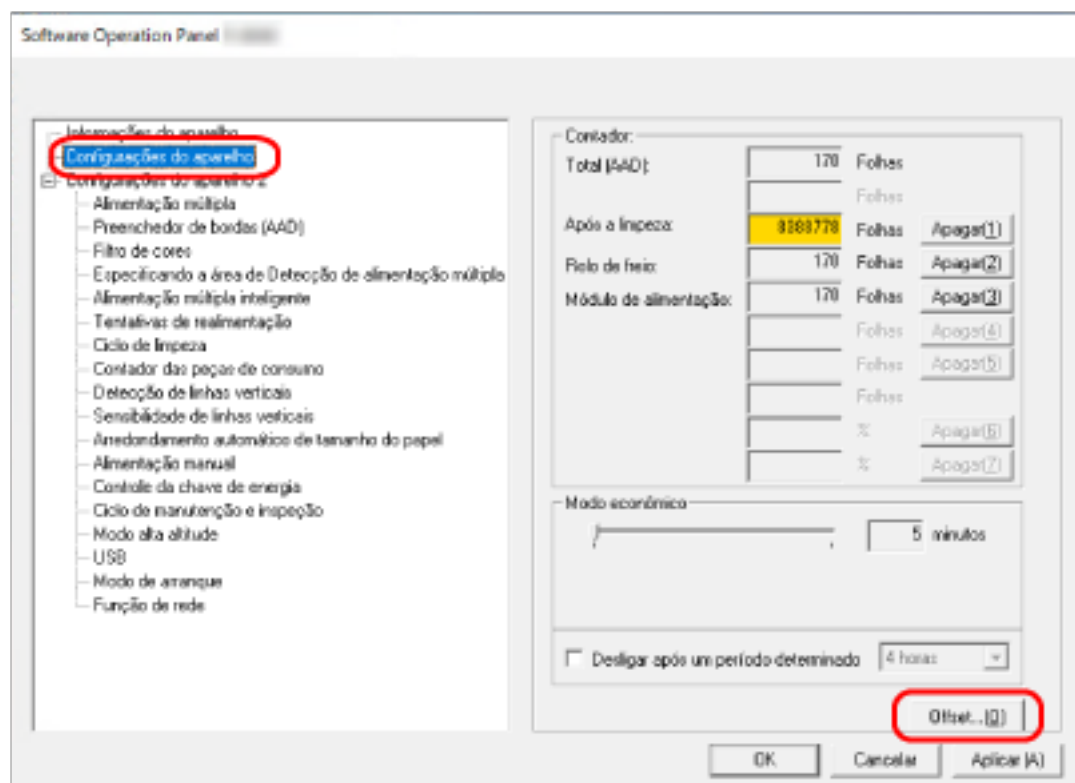 Software Operation Panel
Informações do aparelho
Configurações do aparelho
Configurações do aparelho 2
Alimentação múltipla
Preenchedor de bordas (AAD)
Filtro de cores
Especificando a área de Detecção de alimentação múltipla
Alimentação múltipla inteligente
Tentativas de realimentação
Ciclo de limpeza
Contador das peças de consumo
Detecção de linhas verticais
Sensibilidade de linhas verticais
Arredondamento automático de tamanho do papel
Alimentação manual
Controle da chave de energia
Ciclo de manutenção e inspeção
Modo alta altitude
USB
Modo de arranque
Função de rede
Contador:
Total (AAD): 170 Folhas
Folhas
Após a limpeza: 8388778 Folhas Apagar(1)
Rolo de freio: 170 Folhas Apagar(2)
Módulo de alimentação: 170 Folhas Apagar(3)
Folhas Apagar(4)
Folhas Apagar(5)
Folhas
% Apagar(6)
% Apagar(7)
Modo econômico
5 minutos
Desligar após um período determinado 4 horas
Offset...(O)
OK Cancelar Aplicar (A)